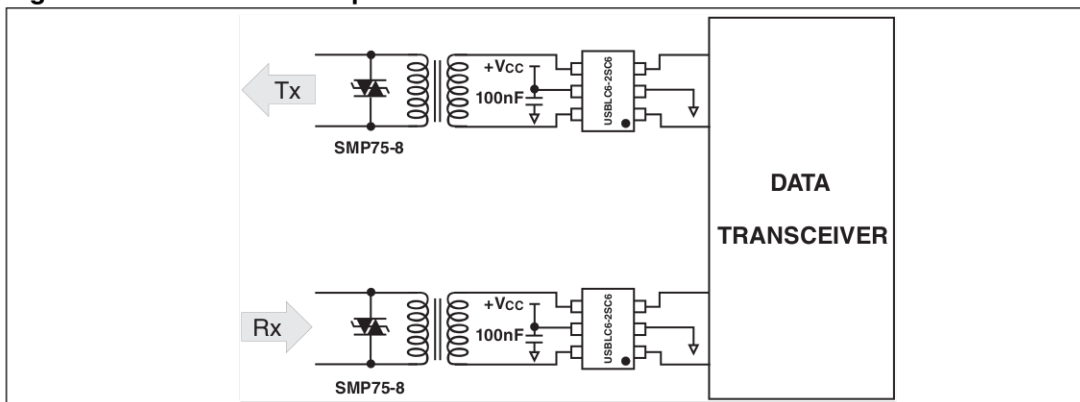 Tx
+Vcc
100nF
USBLC6-2SC6
SMP75-8
DATA
TRANSCEIVER
Rx
+Vcc
100nF
USBLC6-2SC6
SMP75-8